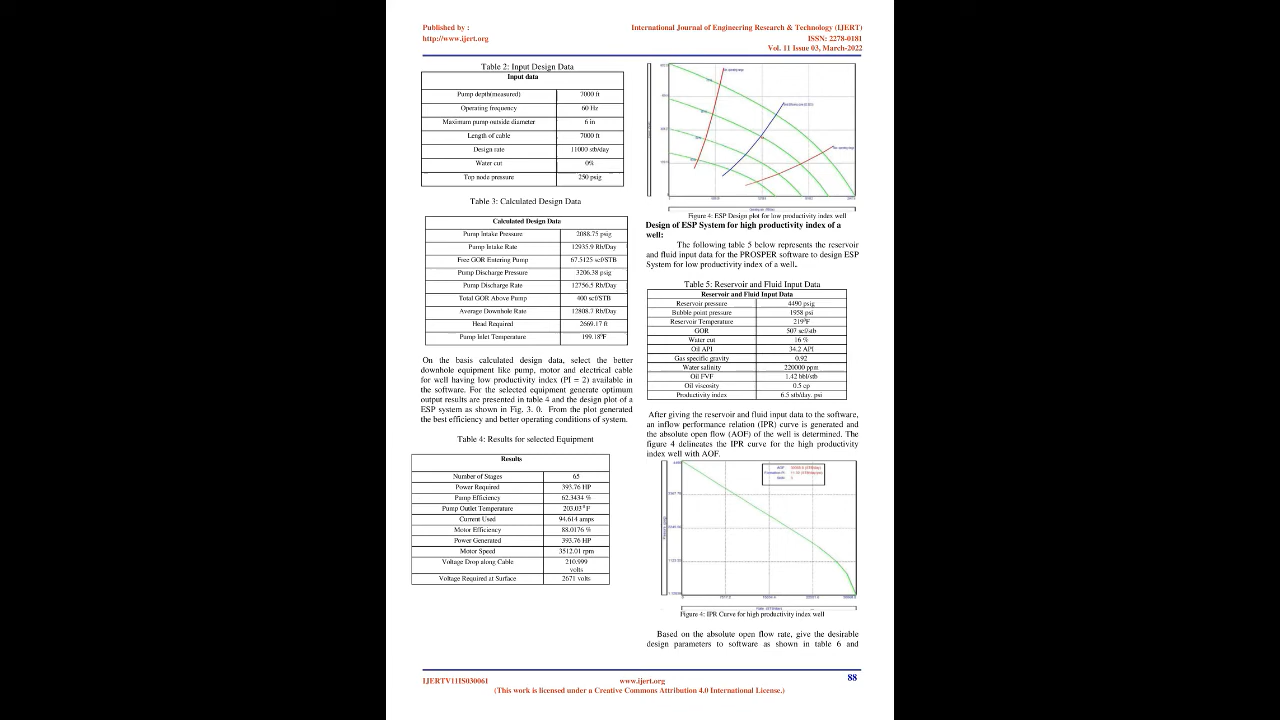 Published by :
http://www.ijert.org
International Journal of Engineering Research & Technology (IJERT)
ISSN: 2278-0181
Vol. 11 Issue 03, March-2022
Table 2: Input Design Data
Input data
Pump depth(measured) 7000 ft
Operating frequency 60 Hz
Maximum pump outside diameter 6 in
Length of cable 7000 ft
Design rate 11000 stb/day
Water cut 0%
Top node pressure 250 psig
Table 3: Calculated Design Data
Calculated Design Data
Pump Intake Pressure 2088.75 psig
Pump Intake Rate 12935.9 Rb/Day
Free GOR Entering Pump 67.5125 scf/STB
Pump Discharge Pressure 3206.38 psig
Pump Discharge Rate 12756.5 Rb/Day
Total GOR Above Pump 400 scf/STB
Average Downhole Rate 12808.7 Rb/Day
Head Required 2669.17 ft
Pump Inlet Temperature 199.18⁰F
On the basis calculated design data, select the better
downhole equipment like pump, motor and electrical cable
for well having low productivity index (PI = 2) available in
the software. For the selected equipment generate optimum
output results are presented in table 4 and the design plot of a
ESP system as shown in Fig. 3. 0. From the plot generated
the best efficiency and better operating conditions of system.
Table 4: Results for selected Equipment
Results
Number of Stages 65
Power Required 393.76 HP
Pump Efficiency 62.3434 %
Pump Outlet Temperature 203.03 ⁰ F
Current Used 94.614 amps
Motor Efficiency 88.0176 %
Power Generated 393.76 HP
Motor Speed 3512.01 rpm
Voltage Drop along Cable 210.999
volts
Voltage Required at Surface 2671 volts
Figure 4: ESP Design plot for low productivity index well
Design of ESP System for high productivity index of a
well:
The following table 5 below represents the reservoir
and fluid input data for the PROSPER software to design ESP
System for low productivity index of a well.
Table 5: Reservoir and Fluid Input Data
Reservoir and Fluid Input Data
Reservoir pressure 4490 psig
Bubble point pressure 1958 psi
Reservoir Temperature 219⁰F
GOR 507 scf/stb
Water cut 16 %
Oil API 34.2 API
Gas specific gravity 0.92
Water salinity 220000 ppm
Oil FVF 1.42 bbl/stb
Oil viscosity 0.5 cp
Productivity index 6.5 stb/day. psi
After giving the reservoir and fluid input data to the software,
an inflow performance relation (IPR) curve is generated and
the absolute open flow (AOF) of the well is determined. The
figure 4 delineates the IPR curve for the high productivity
index well with AOF.
AOF
Figure 4: IPR Curve for high productivity index well
Based on the absolute open flow rate, give the desirable
design parameters to software as shown in table 6 and
IJERTV11IS030061
www.ijert.org
88
(This work is licensed under a Creative Commons Attribution 4.0 International License.)